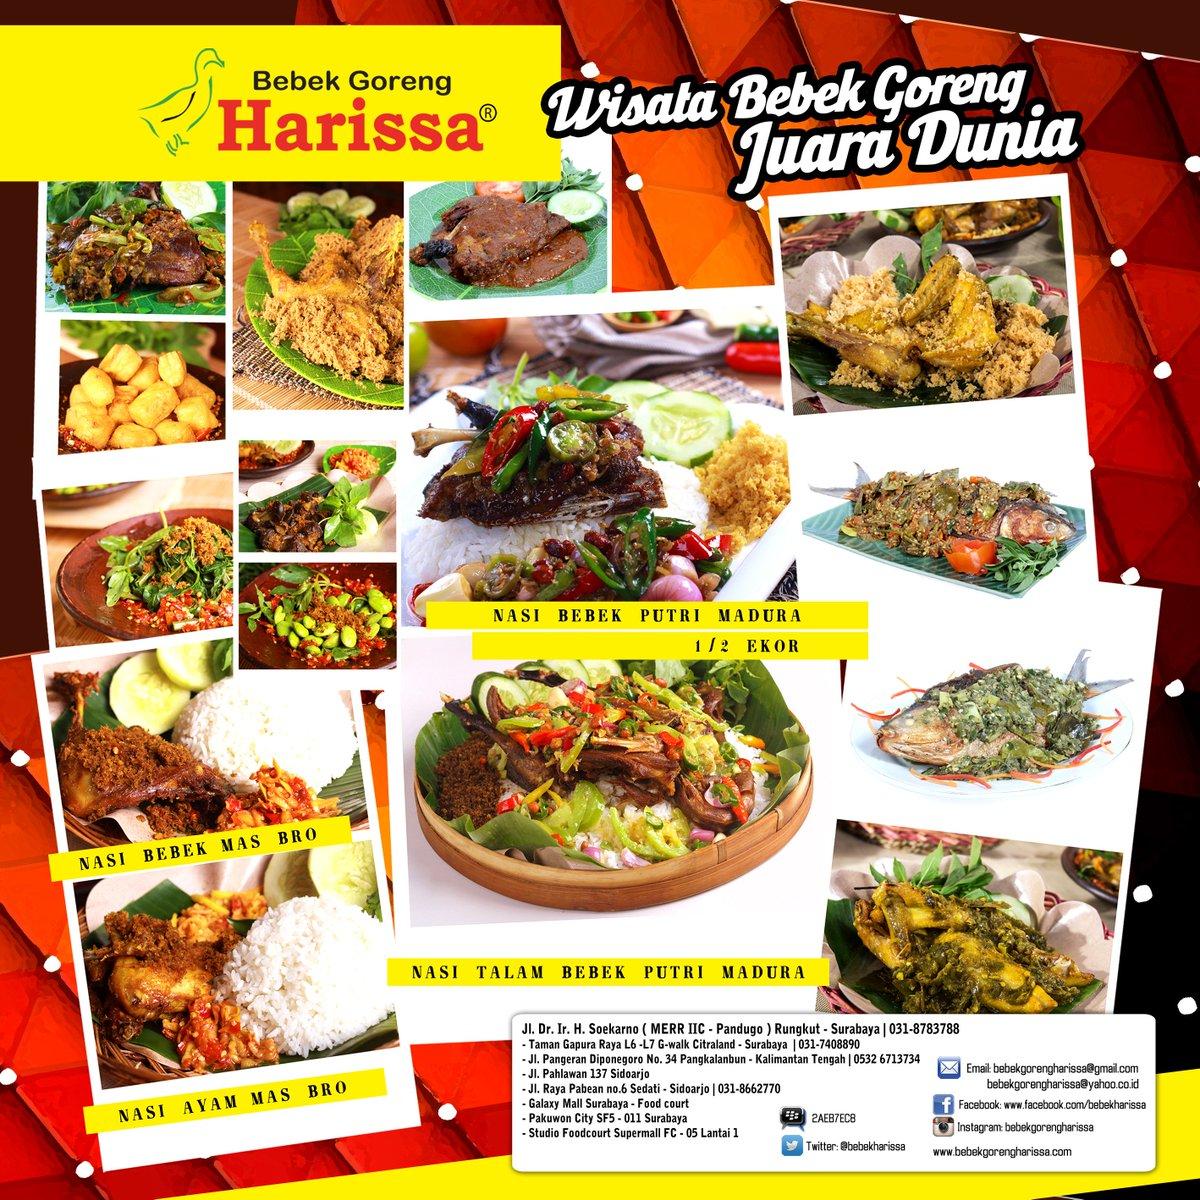 Bebek Goreng
Harissa®
Wisata Bebek Goreng
Juara Dunia
NASI BEBEK PUTRI MADURA
1/2 EKOR
NASI BEBEK MAS BRO
NASI TALAM BEBEK PUTRI MADURA
NASI AYAM MAS BRO
Jl. Dr. Ir. H. Soekarno ( MERR IIC - Pandugo ) Rungkut - Surabaya | 031-8783788
- Taman Gapura Raya L6 -L7 G-walk Citraland - Surabaya | 031-7408890
- Jl. Pangeran Diponegoro No. 34 Pangkalanbun - Kalimantan Tengah | 0532 6713734
- Jl. Pahlawan 137 Sidoarjo
- Jl. Raya Pabean no.6 Sedati - Sidoarjo | 031-8662770
- Galaxy Mall Surabaya - Food court
- Pakuwon City SF5 - 011 Surabaya
- Studio Foodcourt Supermall FC - 05 Lantai 1
2AEB7EC8
Twitter: @bebekharissa
Email: bebekgorengharissa@gmail.com
bebekgorengharissa@yahoo.co.id
Facebook: www.facebook.com/bebekharissa
Instagram: bebekgorengharissa
www.bebekgorengharissa.com